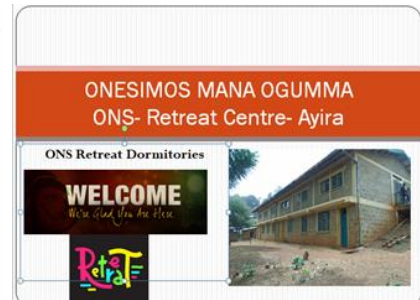 ONESIMOS MANA OGUMMA
ONS- Retreat Centre- Ayira
ONS Retreat Dormitories
WELCOME
We're Glad You Are Here
Retreat